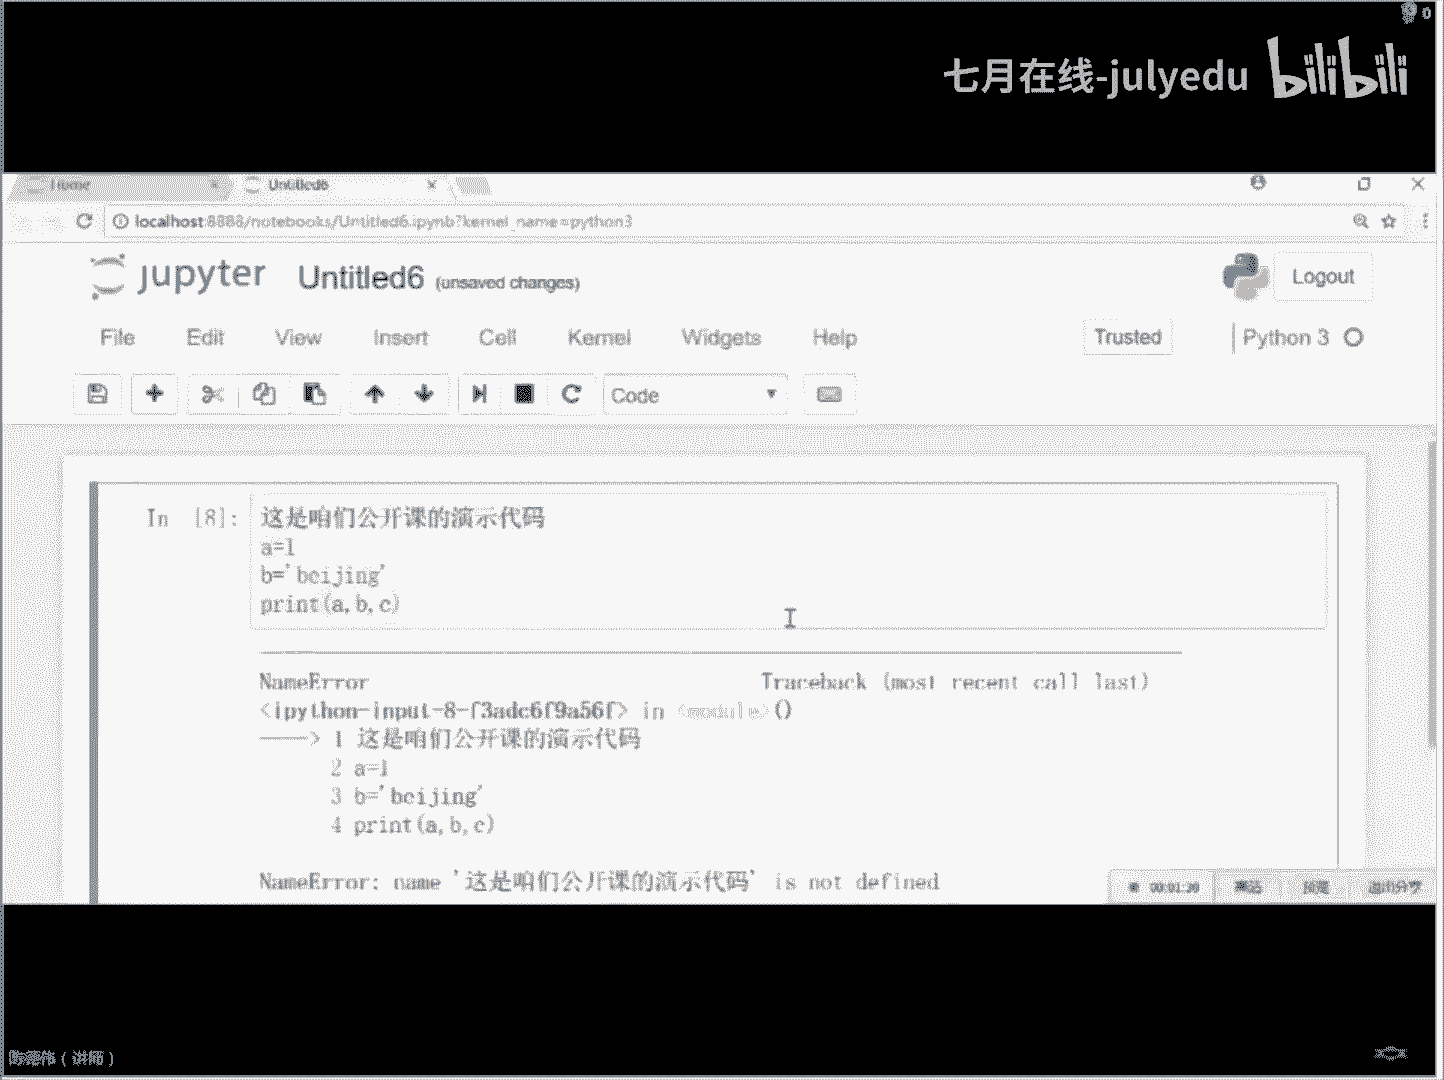 0
七月在线-julyedu bilibili
Home Untitled6
localhost:8888/notebooks/Untitled6.ipynb?kernel_name=python3
jupyter Untitled6 (unsaved changes) Logout
File Edit View Insert Cell Kernel Widgets Help Trusted Python 3
Code
In [8]: 这是咱们公开课的演示代码
a=1
b='beijing'
print(a,b,c)
NameError Traceback (most recent call last)
<ipython-input-8-f3adc6f9a56f> in <module>()
----> 1 这是咱们公开课的演示代码
2 a=1
3 b='beijing'
4 print(a,b,c)
NameError: name '这是咱们公开课的演示代码' is not defined
00:01:30
(讲师)